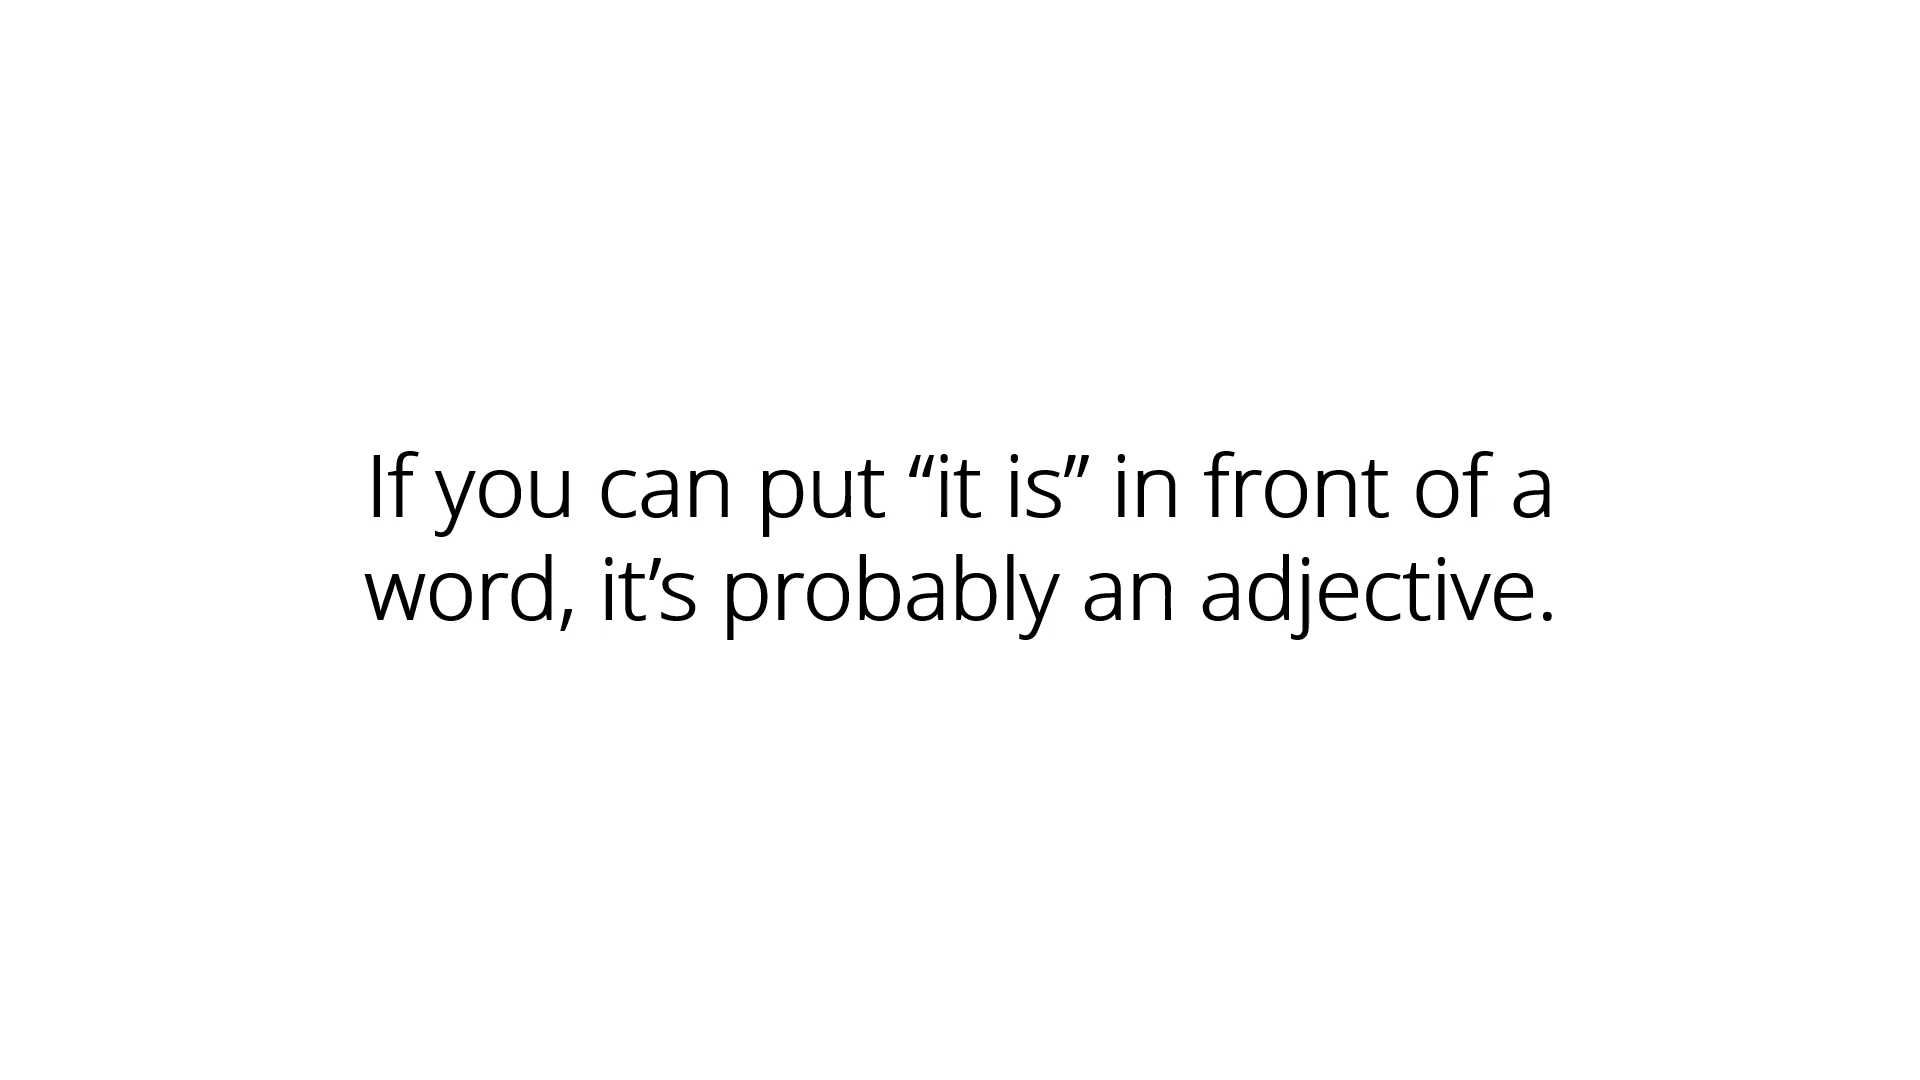 If you can put “it is” in front of a
word, it’s probably an adjective.